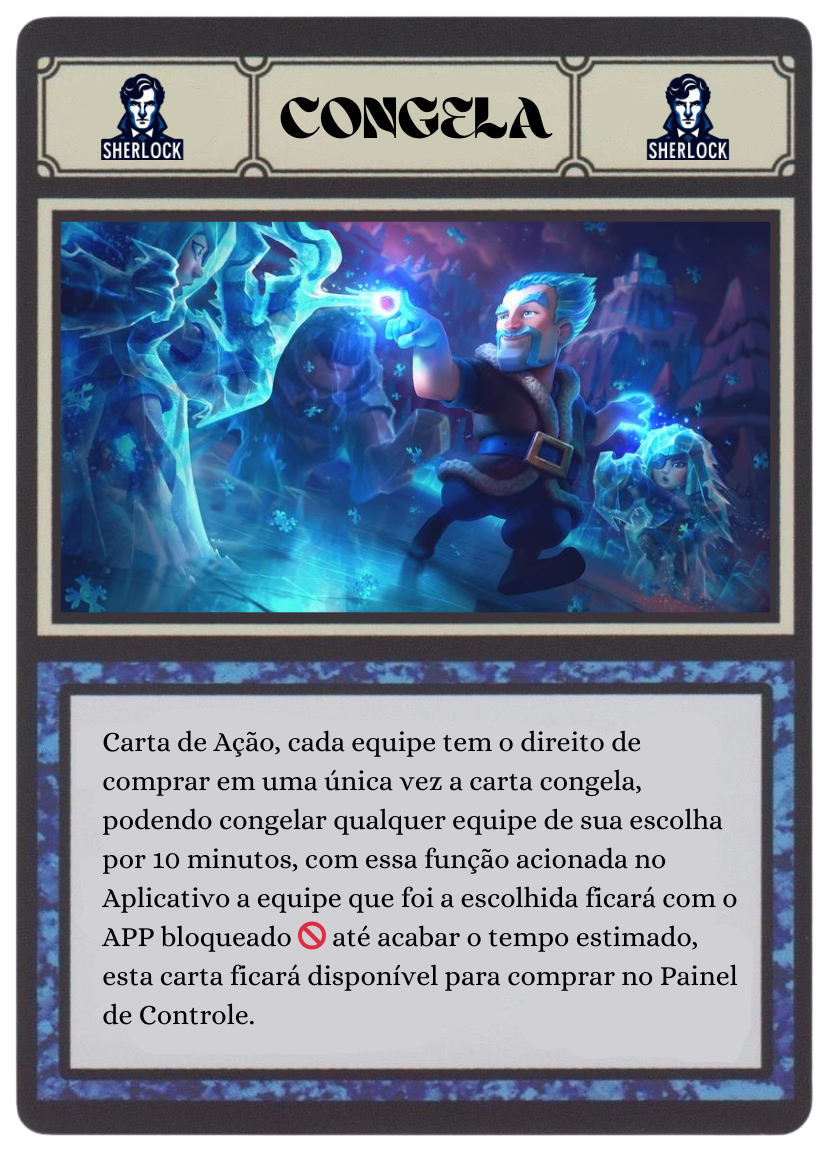 SHERLOCK
CONGELA
SHERLOCK
Carta de Ação, cada equipe tem o direito de
comprar em uma única vez a carta congela,
podendo congelar qualquer equipe de sua escolha
por 10 minutos, com essa função acionada no
Aplicativo a equipe que foi a escolhida ficará com o
APP bloqueado 🚫 até acabar o tempo estimado,
esta carta ficará disponível para comprar no Painel
de Controle.